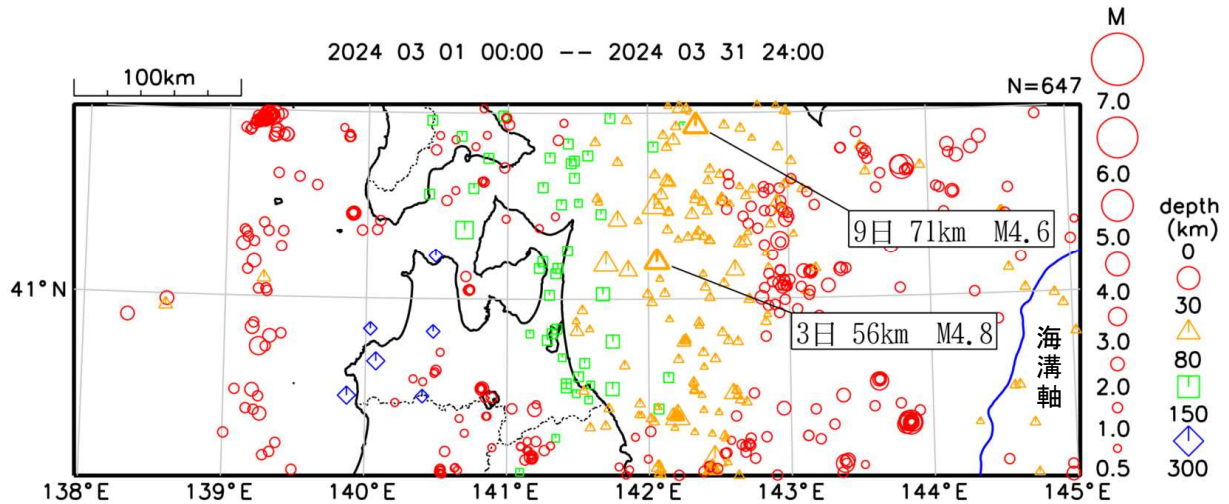 M
2024 03 01 00:00 -- 2024 03 31 24:00
100km
N=647
7.0
6.0
5.0
4.0
3.0
2.0
1.0
0.5
depth
(km)
0
30
80
150
300
9日 71km M4.6
3日 56km M4.8
41°N
海溝軸
138°E
139°E
140°E
141°E
142°E
143°E
144°E
145°E